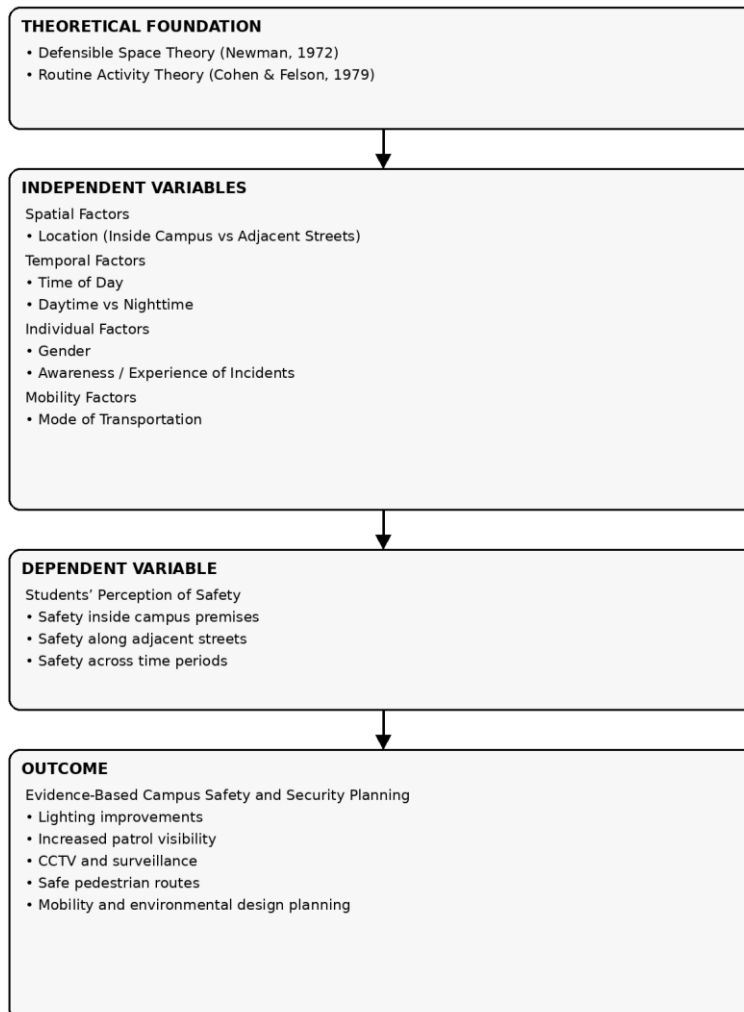 THEORETICAL FOUNDATION
• Defensible Space Theory (Newman, 1972)
• Routine Activity Theory (Cohen & Felson, 1979)
INDEPENDENT VARIABLES
Spatial Factors
• Location (Inside Campus vs Adjacent Streets)
Temporal Factors
• Time of Day
• Daytime vs Nighttime
Individual Factors
• Gender
• Awareness / Experience of Incidents
Mobility Factors
• Mode of Transportation
DEPENDENT VARIABLE
Students’ Perception of Safety
• Safety inside campus premises
• Safety along adjacent streets
• Safety across time periods
OUTCOME
Evidence-Based Campus Safety and Security Planning
• Lighting improvements
• Increased patrol visibility
• CCTV and surveillance
• Safe pedestrian routes
• Mobility and environmental design planning